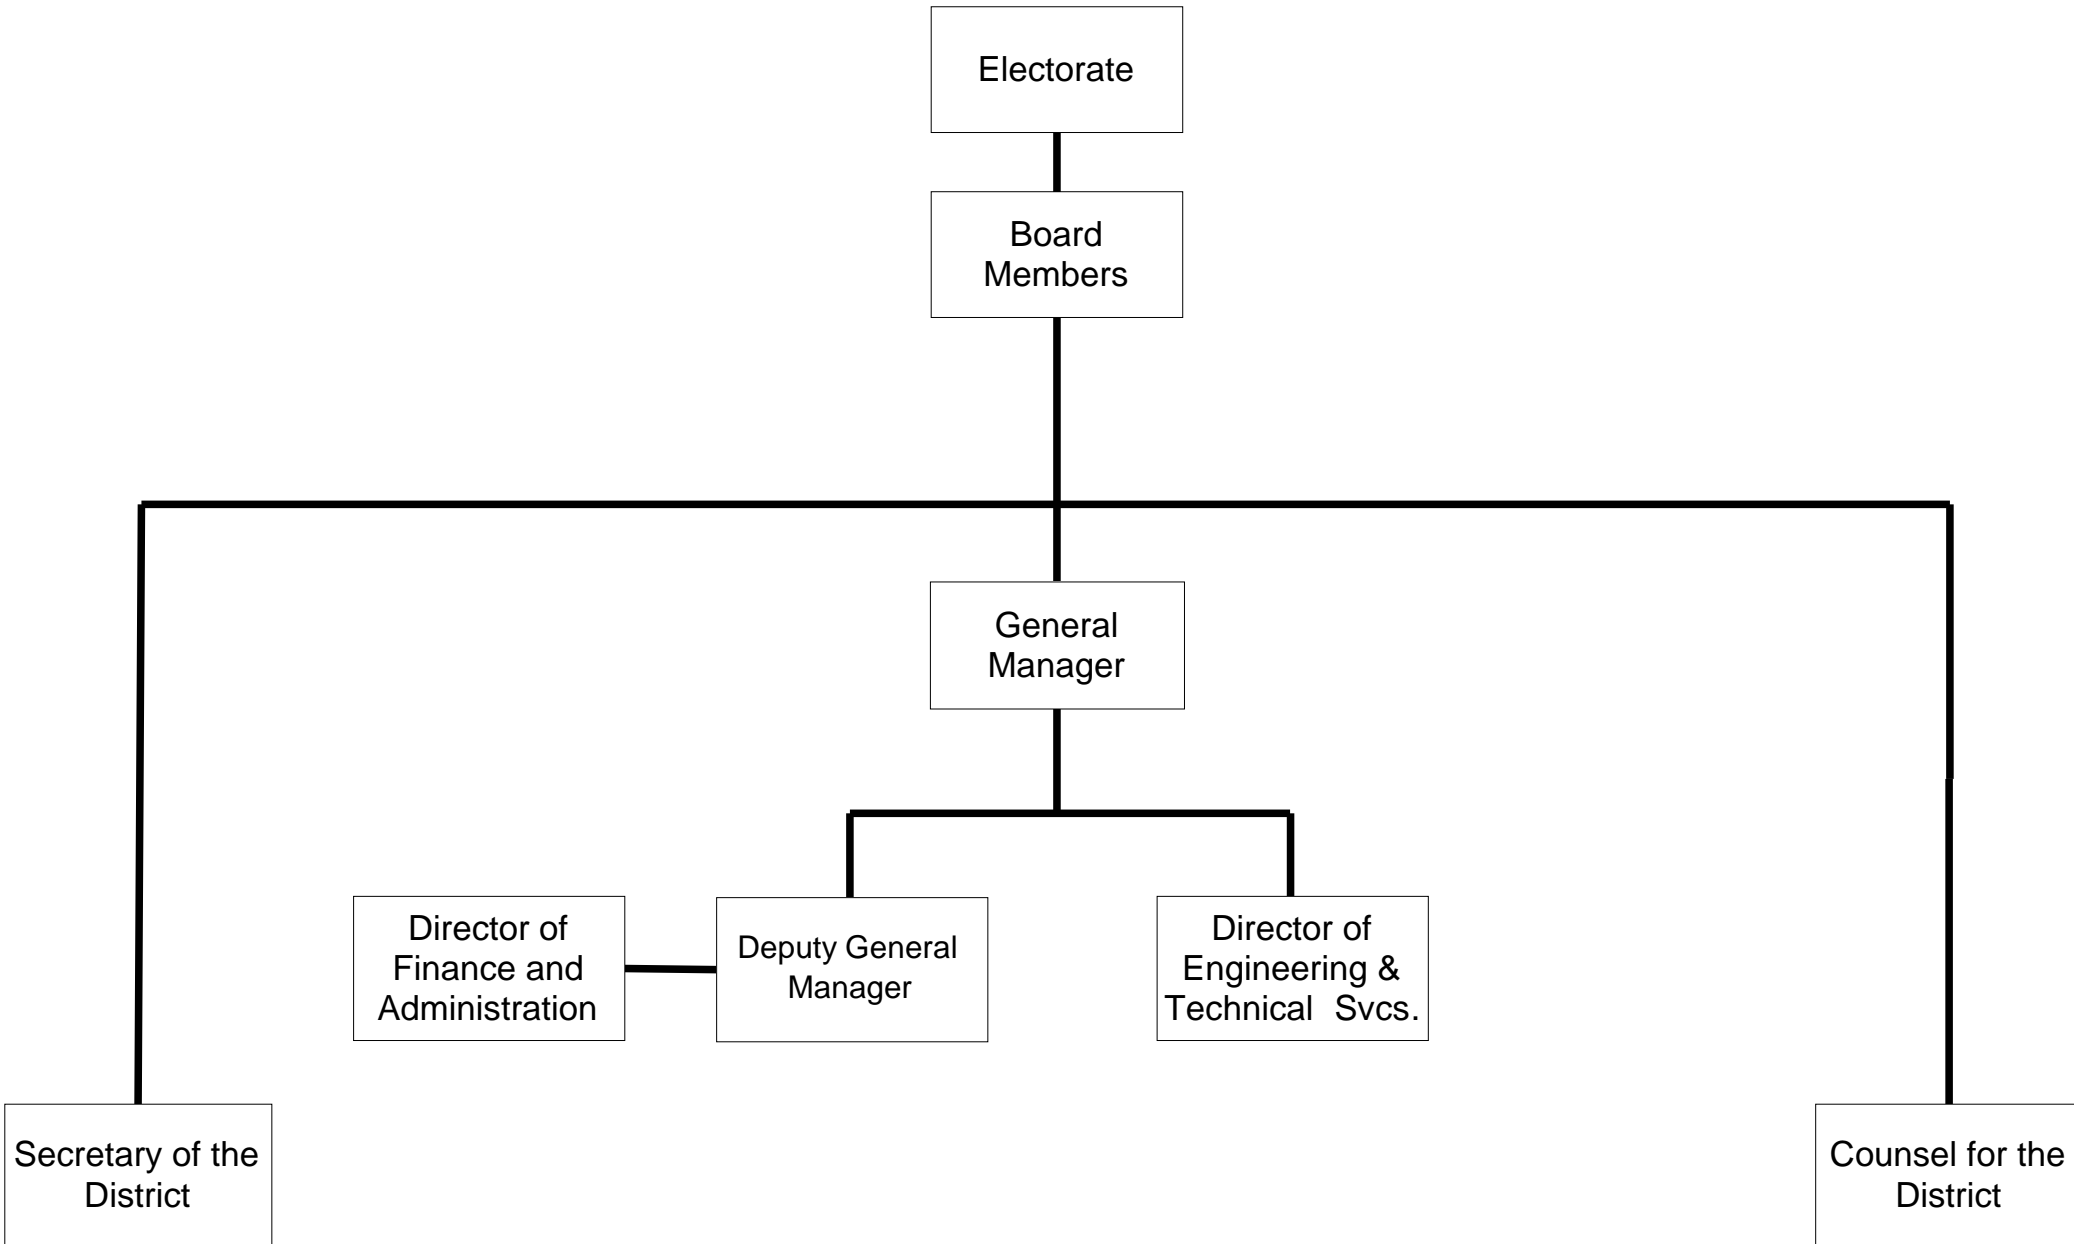 Electorate
Board
Members
General
Manager
Director of
Finance and
Administration
Deputy General
Manager
Director of
Engineering &
Technical  Svcs.
Secretary of the
District
Counsel for the
District